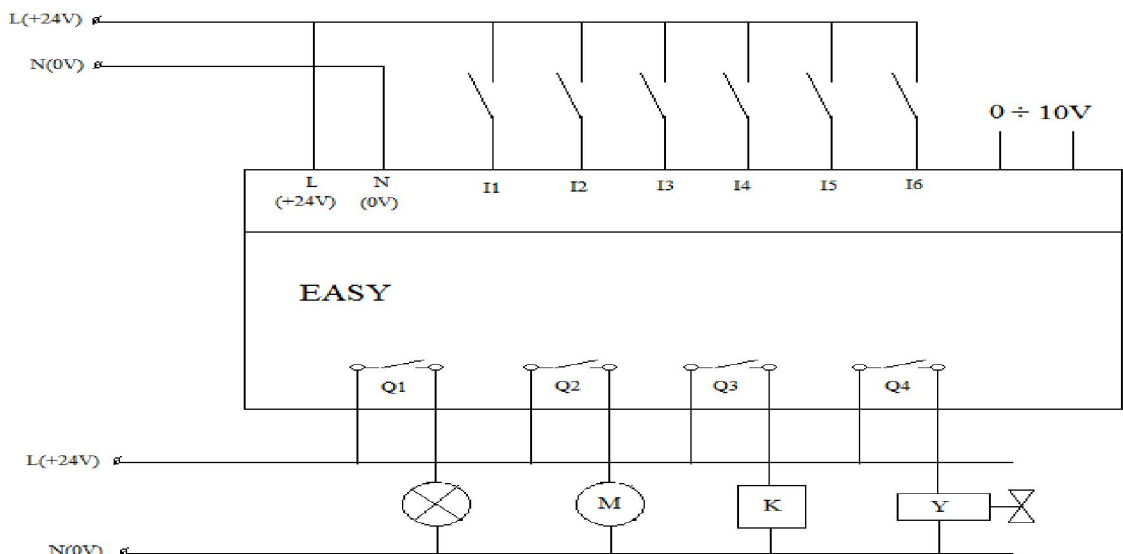 L(+24V)
N(0V)
0 ÷ 10V
L N I1 I2 I3 I4 I5 I6
(+24V) (0V)
EASY
Q1 Q2 Q3 Q4
L(+24V)
M K Y
N(0V)